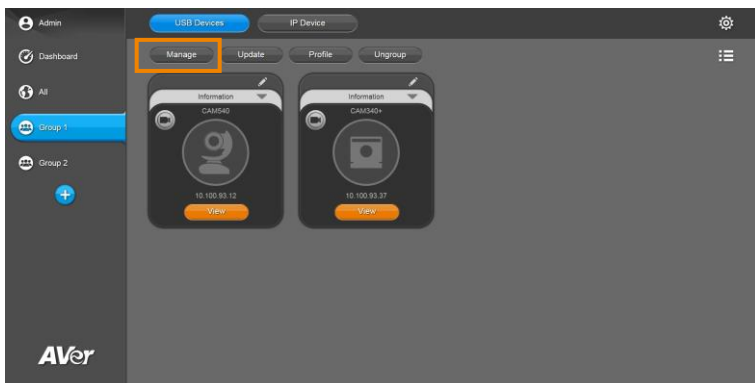 Admin
USB Devices
IP Device
Dashboard
Manage
Update
Profile
Ungroup
All
Information
Information
CAM540
CAM340+
Group 1
Group 2
10.100.93.12
10.100.93.37
View
View
AVer